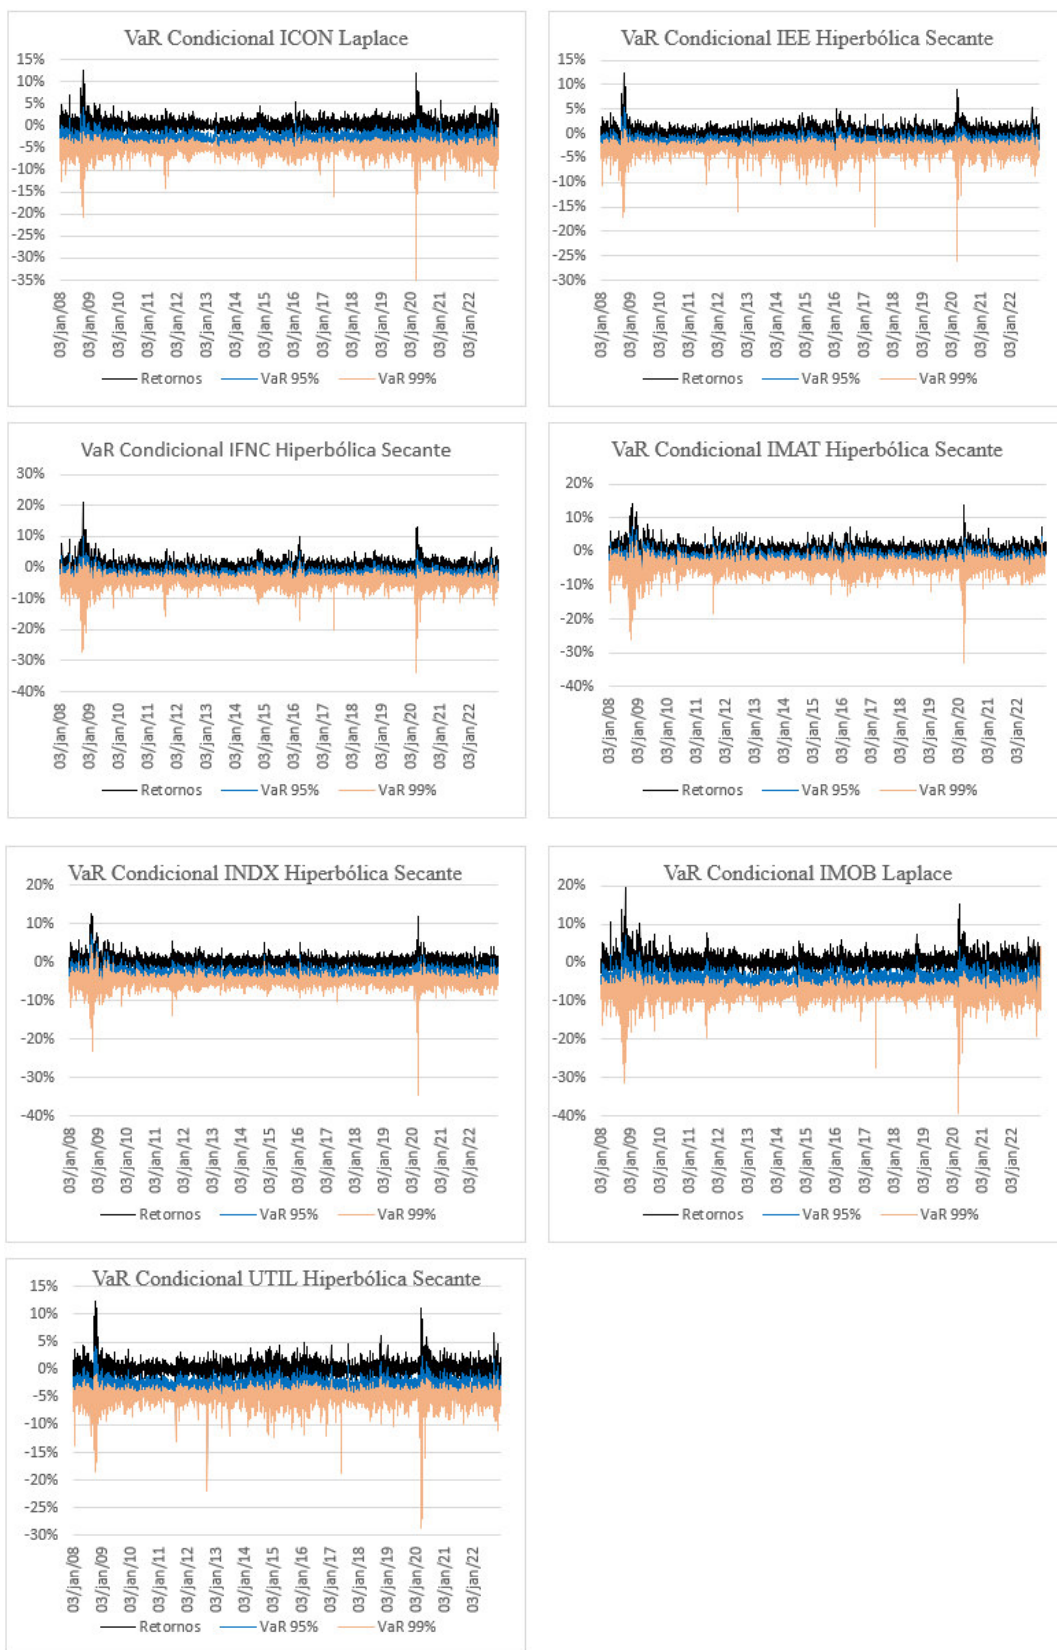 VaR Condicional ICON Laplace
15%
10%
5%
0%
-5%
-10%
-15%
-20%
-25%
-30%
-35%
03/jan/08
03/jan/09
03/jan/10
03/jan/11
03/jan/12
03/jan/13
03/jan/14
03/jan/15
03/jan/16
03/jan/17
03/jan/18
03/jan/19
03/jan/20
03/jan/21
03/jan/22
Retornos VaR 95% VaR 99%
VaR Condicional IEE Hiperbólica Secante
15%
10%
5%
0%
-5%
-10%
-15%
-20%
-25%
-30%
03/jan/08
03/jan/09
03/jan/10
03/jan/11
03/jan/12
03/jan/13
03/jan/14
03/jan/15
03/jan/16
03/jan/17
03/jan/18
03/jan/19
03/jan/20
03/jan/21
03/jan/22
Retornos VaR 95% VaR 99%
VaR Condicional IFNC Hiperbólica Secante
30%
20%
10%
0%
-10%
-20%
-30%
-40%
03/jan/08
03/jan/09
03/jan/10
03/jan/11
03/jan/12
03/jan/13
03/jan/14
03/jan/15
03/jan/16
03/jan/17
03/jan/18
03/jan/19
03/jan/20
03/jan/21
03/jan/22
Retornos VaR 95% VaR 99%
VaR Condicional IMAT Hiperbólica Secante
20%
10%
0%
-10%
-20%
-30%
-40%
03/jan/08
03/jan/09
03/jan/10
03/jan/11
03/jan/12
03/jan/13
03/jan/14
03/jan/15
03/jan/16
03/jan/17
03/jan/18
03/jan/19
03/jan/20
03/jan/21
03/jan/22
Retornos VaR 95% VaR 99%
VaR Condicional INDX Hiperbólica Secante
20%
10%
0%
-10%
-20%
-30%
-40%
03/jan/08
03/jan/09
03/jan/10
03/jan/11
03/jan/12
03/jan/13
03/jan/14
03/jan/15
03/jan/16
03/jan/17
03/jan/18
03/jan/19
03/jan/20
03/jan/21
03/jan/22
Retornos VaR 95% VaR 99%
VaR Condicional IMOB Laplace
20%
10%
0%
-10%
-20%
-30%
-40%
03/jan/08
03/jan/09
03/jan/10
03/jan/11
03/jan/12
03/jan/13
03/jan/14
03/jan/15
03/jan/16
03/jan/17
03/jan/18
03/jan/19
03/jan/20
03/jan/21
03/jan/22
Retornos VaR 95% VaR 99%
VaR Condicional UTIL Hiperbólica Secante
15%
10%
5%
0%
-5%
-10%
-15%
-20%
-25%
-30%
03/jan/08
03/jan/09
03/jan/10
03/jan/11
03/jan/12
03/jan/13
03/jan/14
03/jan/15
03/jan/16
03/jan/17
03/jan/18
03/jan/19
03/jan/20
03/jan/21
03/jan/22
Retornos VaR 95% VaR 99%